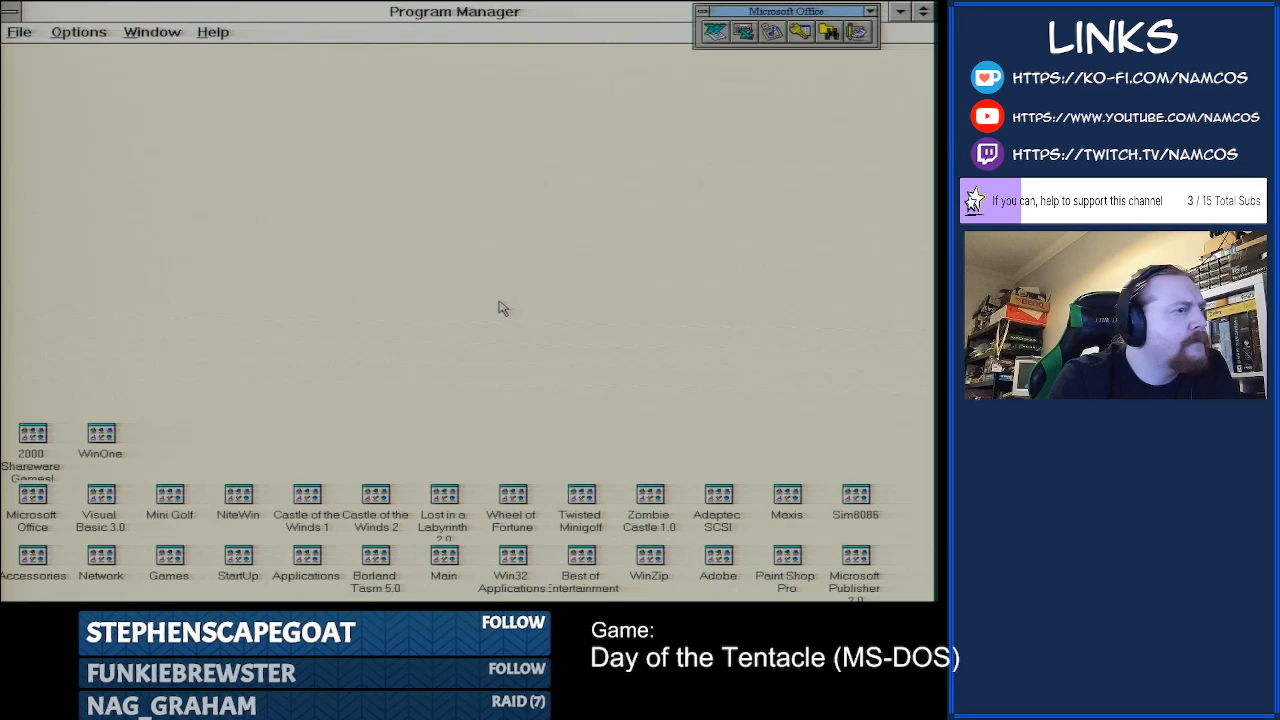 Program Manager
File Options Window Help
Microsoft Office
2000 Shareware Games!
WinOne
Microsoft Office
Visual Basic 3.0
Mini Golf
NiteWin
Castle of the Winds 1
Castle of the Winds 2
Lost in a Labyrinth 2.0
Wheel of Fortune
Twisted Minigolf
Zombie Castle 1.0
Adaptec SCSI
Maxis
Sim8086
Accessories
Network
Games
StartUp
Applications
Borland Tasm 5.0
Main
Win32 Applications
Best of Entertainment
WinZip
Adobe
Paint Shop Pro
Microsoft Publisher 2.0
LINKS
HTTPS://KO-FI.COM/NAMCOS
HTTPS://WWW.YOUTUBE.COM/NAMCOS
HTTPS://TWITCH.TV/NAMCOS
If you can, help to support this channel 3 / 15 Total Subs
STEPHENSCAPEGOAT FOLLOW
FUNKIEBREWSTER FOLLOW
NAG_GRAHAM RAID (7)
Game:
Day of the Tentacle (MS-DOS)